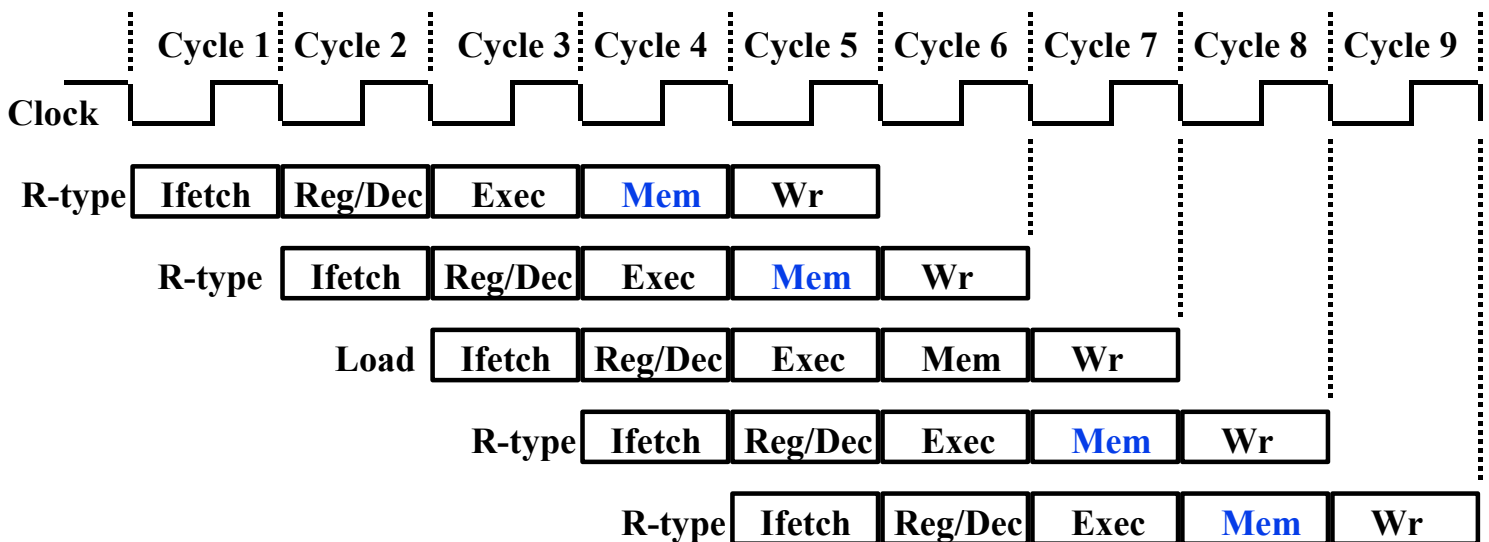 Cycle 1 Cycle 2 Cycle 3 Cycle 4 Cycle 5 Cycle 6 Cycle 7 Cycle 8 Cycle 9
Clock
R-type Ifetch Reg/Dec Exec Mem Wr
R-type Ifetch Reg/Dec Exec Mem Wr
Load Ifetch Reg/Dec Exec Mem Wr
R-type Ifetch Reg/Dec Exec Mem Wr
R-type Ifetch Reg/Dec Exec Mem Wr